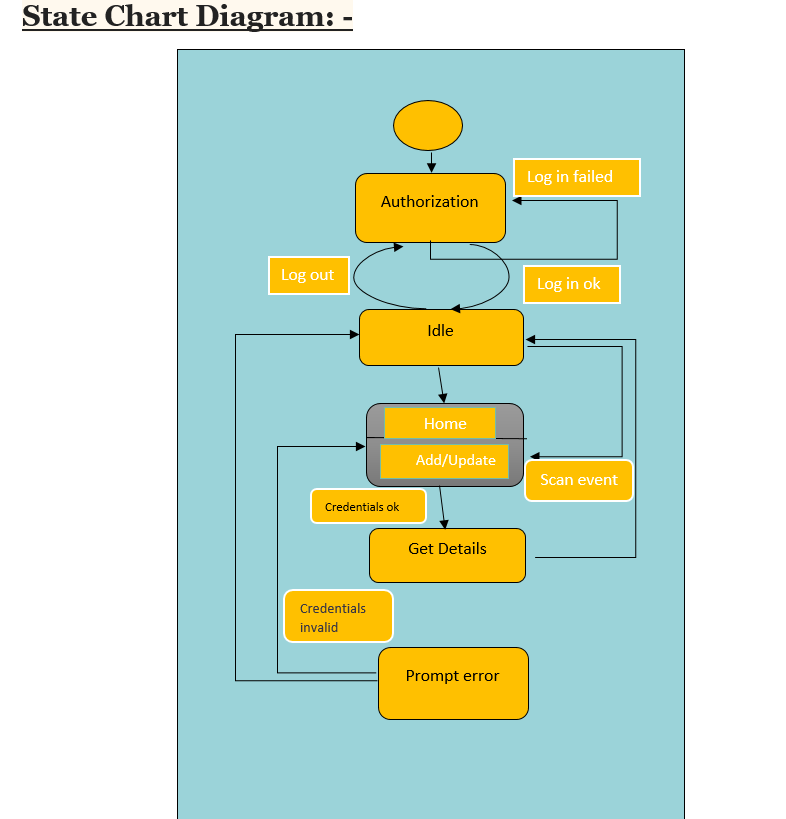 State Chart Diagram: -
Log in failed
Authorization
Log out
Log in ok
Idle
Home
Add/Update
Scan event
Credentials ok
Get Details
Credentials
invalid
Prompt error